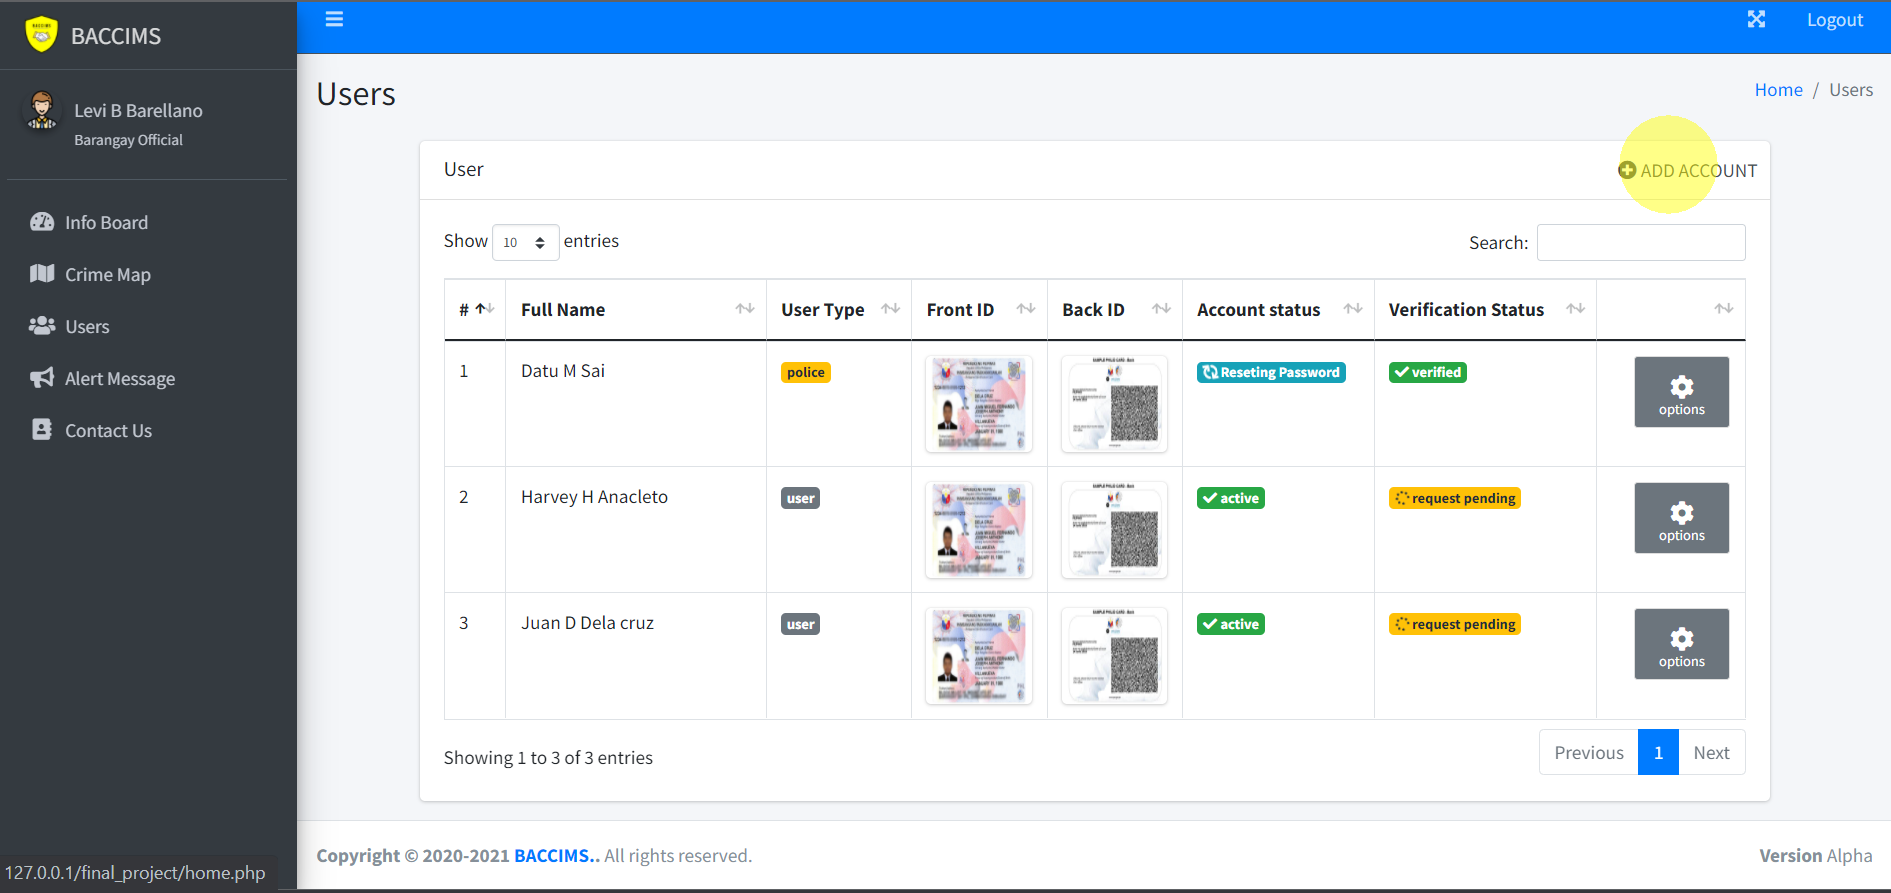 BACCIMS
Logout
Levi B Barellano
Barangay Official
Users
Home / Users
Info Board
Crime Map
Users
Alert Message
Contact Us
User
ADD ACCOUNT
Show 10 entries
Search:
# Full Name User Type Front ID Back ID Account status Verification Status
1 Datu M Sai police Reseting Password verified options
2 Harvey H Anacleto user active request pending options
3 Juan D Dela cruz user active request pending options
Showing 1 to 3 of 3 entries
Previous 1 Next
Copyright © 2020-2021 BACCIMS.. All rights reserved.
Version Alpha
127.0.0.1/final_project/home.php